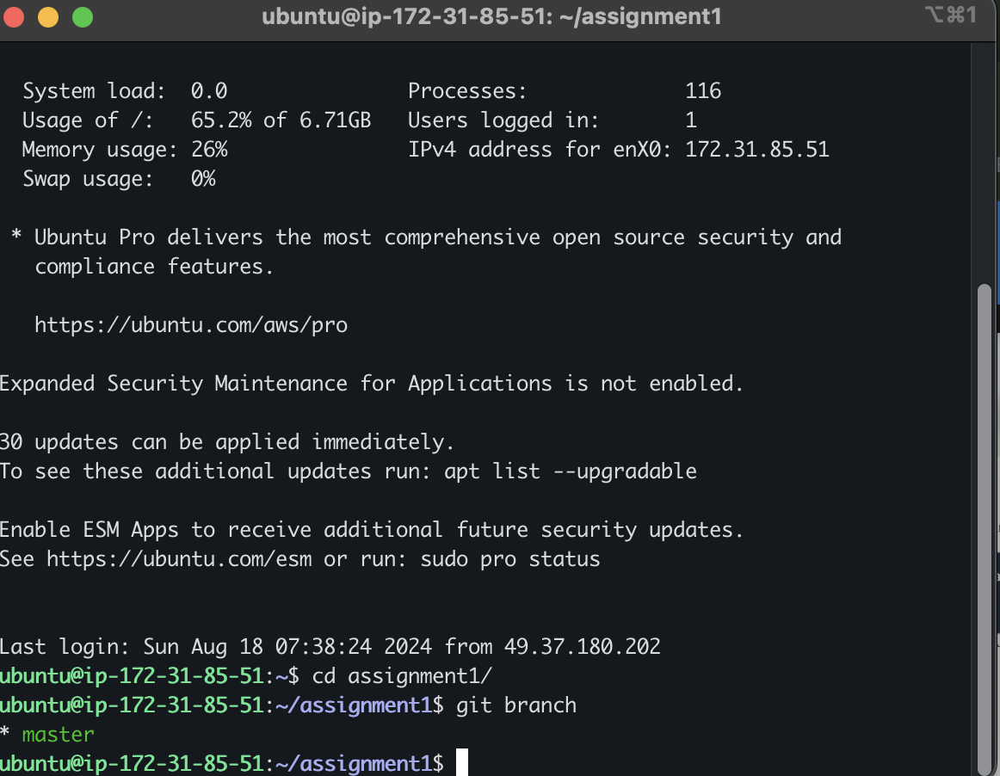 ubuntu@ip-172-31-85-51: ~/assignment1 ⌥⌘1
System load: 0.0 Processes: 116
Usage of /: 65.2% of 6.71GB Users logged in: 1
Memory usage: 26% IPv4 address for enX0: 172.31.85.51
Swap usage: 0%
* Ubuntu Pro delivers the most comprehensive open source security and
compliance features.
https://ubuntu.com/aws/pro
Expanded Security Maintenance for Applications is not enabled.
30 updates can be applied immediately.
To see these additional updates run: apt list --upgradable
Enable ESM Apps to receive additional future security updates.
See https://ubuntu.com/esm or run: sudo pro status
Last login: Sun Aug 18 07:38:24 2024 from 49.37.180.202
ubuntu@ip-172-31-85-51:~$ cd assignment1/
ubuntu@ip-172-31-85-51:~/assignment1$ git branch
* master
ubuntu@ip-172-31-85-51:~/assignment1$